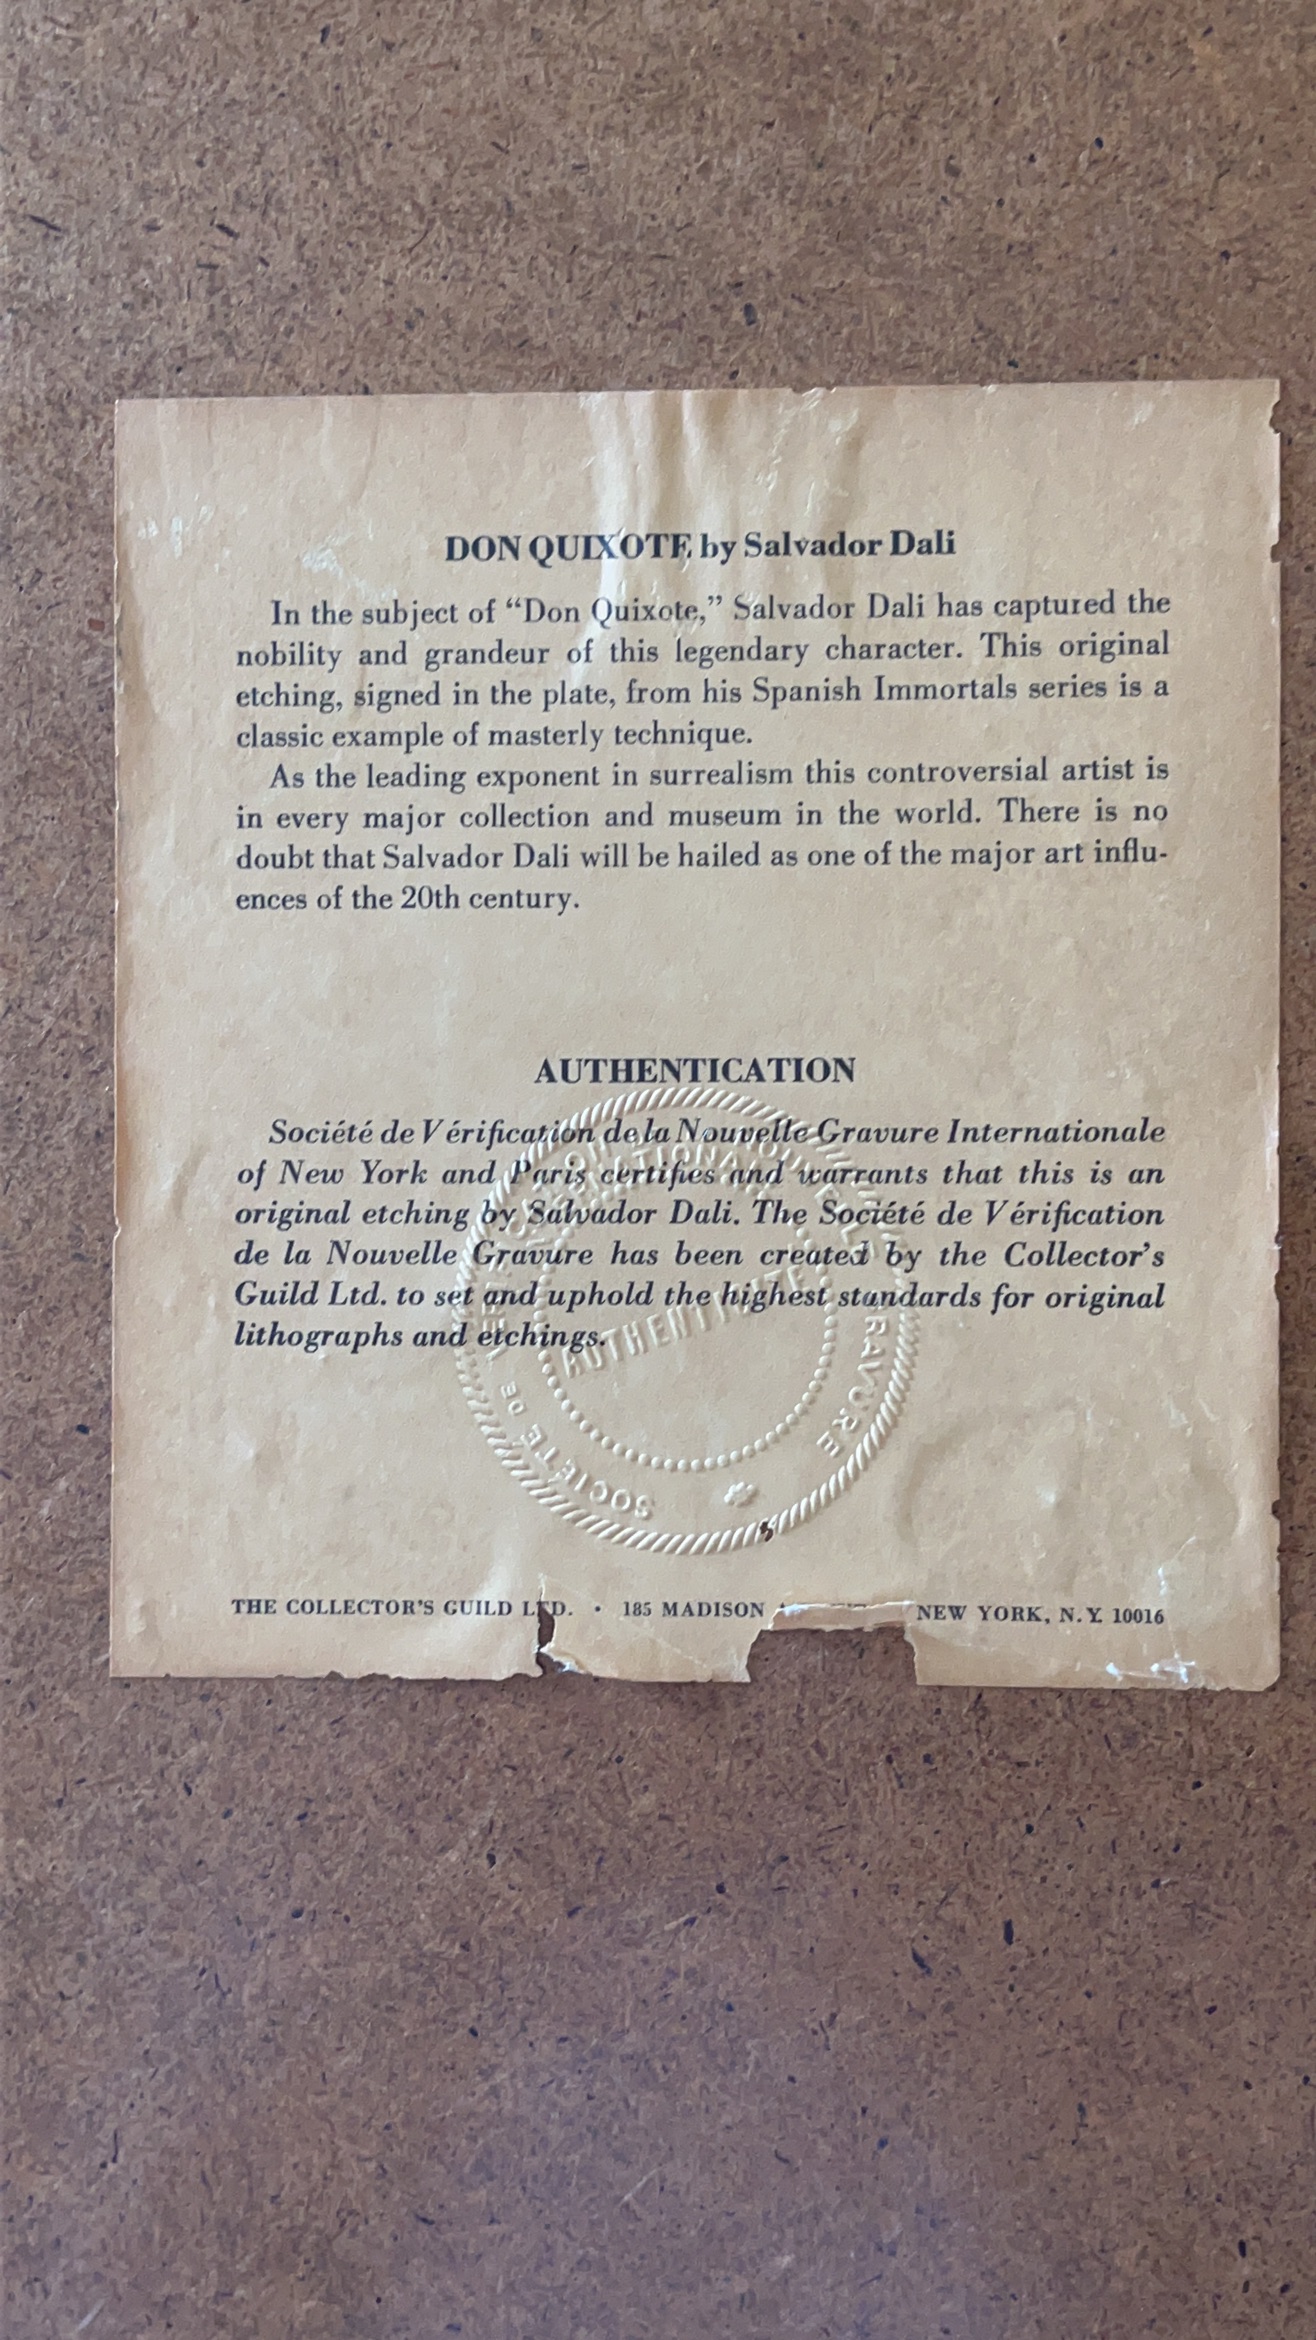 DON QUIXOTE by Salvador Dali
In the subject of “Don Quixote,” Salvador Dali has captured the
nobility and grandeur of this legendary character. This original
etching, signed in the plate, from his Spanish Immortals series is a
classic example of masterly technique.
As the leading exponent in surrealism this controversial artist is
in every major collection and museum in the world. There is no
doubt that Salvador Dali will be hailed as one of the major art influ-
ences of the 20th century.
AUTHENTICATION
Société de Vérification de la Nouvelle Gravure Internationale
of New York and Paris certifies and warrants that this is an
original etching by Salvador Dali. The Société de Vérification
de la Nouvelle Gravure has been created by the Collector’s
Guild Ltd. to set and uphold the highest standards for original
lithographs and etchings.
SOCIÉTÉ DE GRAVURE
AUTHENTIC
THE COLLECTOR’S GUILD LTD. · 185 MADISON NEW YORK, N.Y. 10016